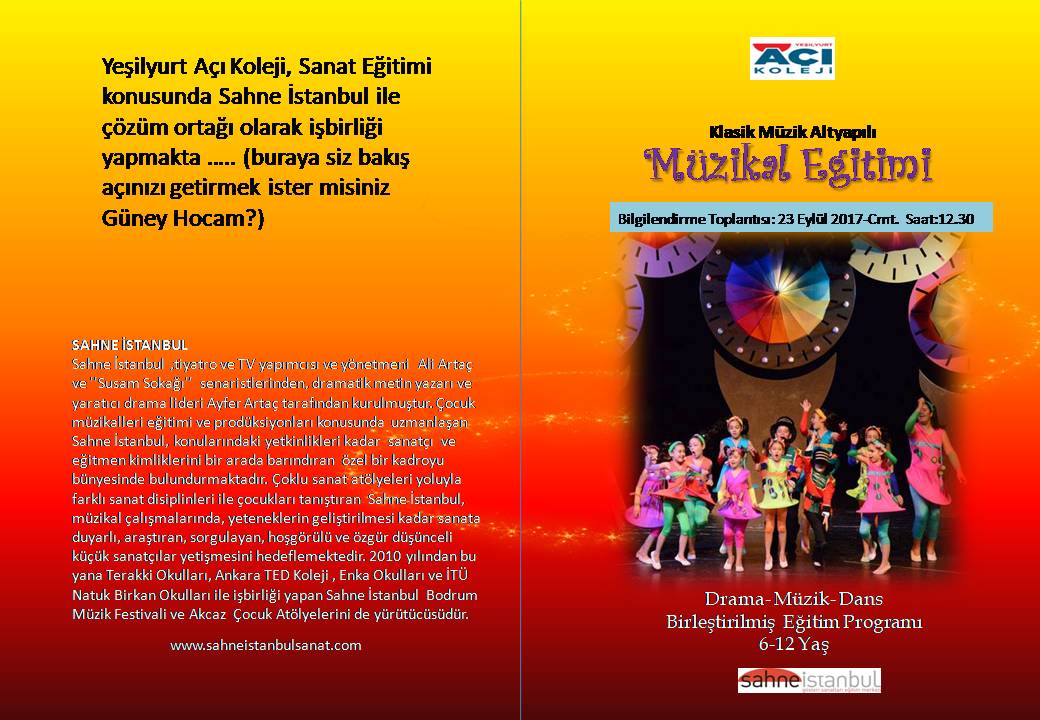 Yeşilyurt Açı Koleji, Sanat Eğitimi
konusunda Sahne İstanbul ile
çözüm ortağı olarak işbirliği
yapmakta ..... (buraya siz bakış
açınızı getirmek ister misiniz
Güney Hocam?)
SAHNE İSTANBUL
Sahne İstanbul ,tiyatro ve TV yapımcısı ve yönetmeni Ali Artaç
ve ''Susam Sokağı'' senaristlerinden, dramatik metin yazarı ve
yaratıcı drama lideri Ayfer Artaç tarafından kurulmuştur. Çocuk
müzikalleri eğitimi ve prodüksiyonları konusunda uzmanlaşan
Sahne İstanbul, konularındaki yetkinlikleri kadar sanatçı ve
eğitmen kimliklerini bir arada barındıran özel bir kadroyu
bünyesinde bulundurmaktadır. Çoklu sanat atölyeleri yoluyla
farklı sanat disiplinleri ile çocukları tanıştıran Sahne İstanbul,
müzikal çalışmalarında, yeteneklerin geliştirilmesi kadar sanata
duyarlı, araştıran, sorgulayan, hoşgörülü ve özgür düşünceli
küçük sanatçılar yetişmesini hedeflemektedir. 2010 yılından bu
yana Terakki Okulları, Ankara TED Koleji , Enka Okulları ve İTÜ
Natuk Birkan Okulları ile işbirliği yapan Sahne İstanbul Bodrum
Müzik Festivali ve Akcaz Çocuk Atölyelerini de yürütücüsüdür.
www.sahneistanbulsanat.com
YEŞİLYURT
AÇI
KOLEJİ
Klasik Müzik Altyapılı
Müzikal Eğitimi
Bilgilendirme Toplantısı: 23 Eylül 2017-Cmt. Saat:12.30
Drama- Müzik- Dans
Birleştirilmiş Eğitim Programı
6-12 Yaş
sahneistanbul
gösteri sanatları eğitim merkezi